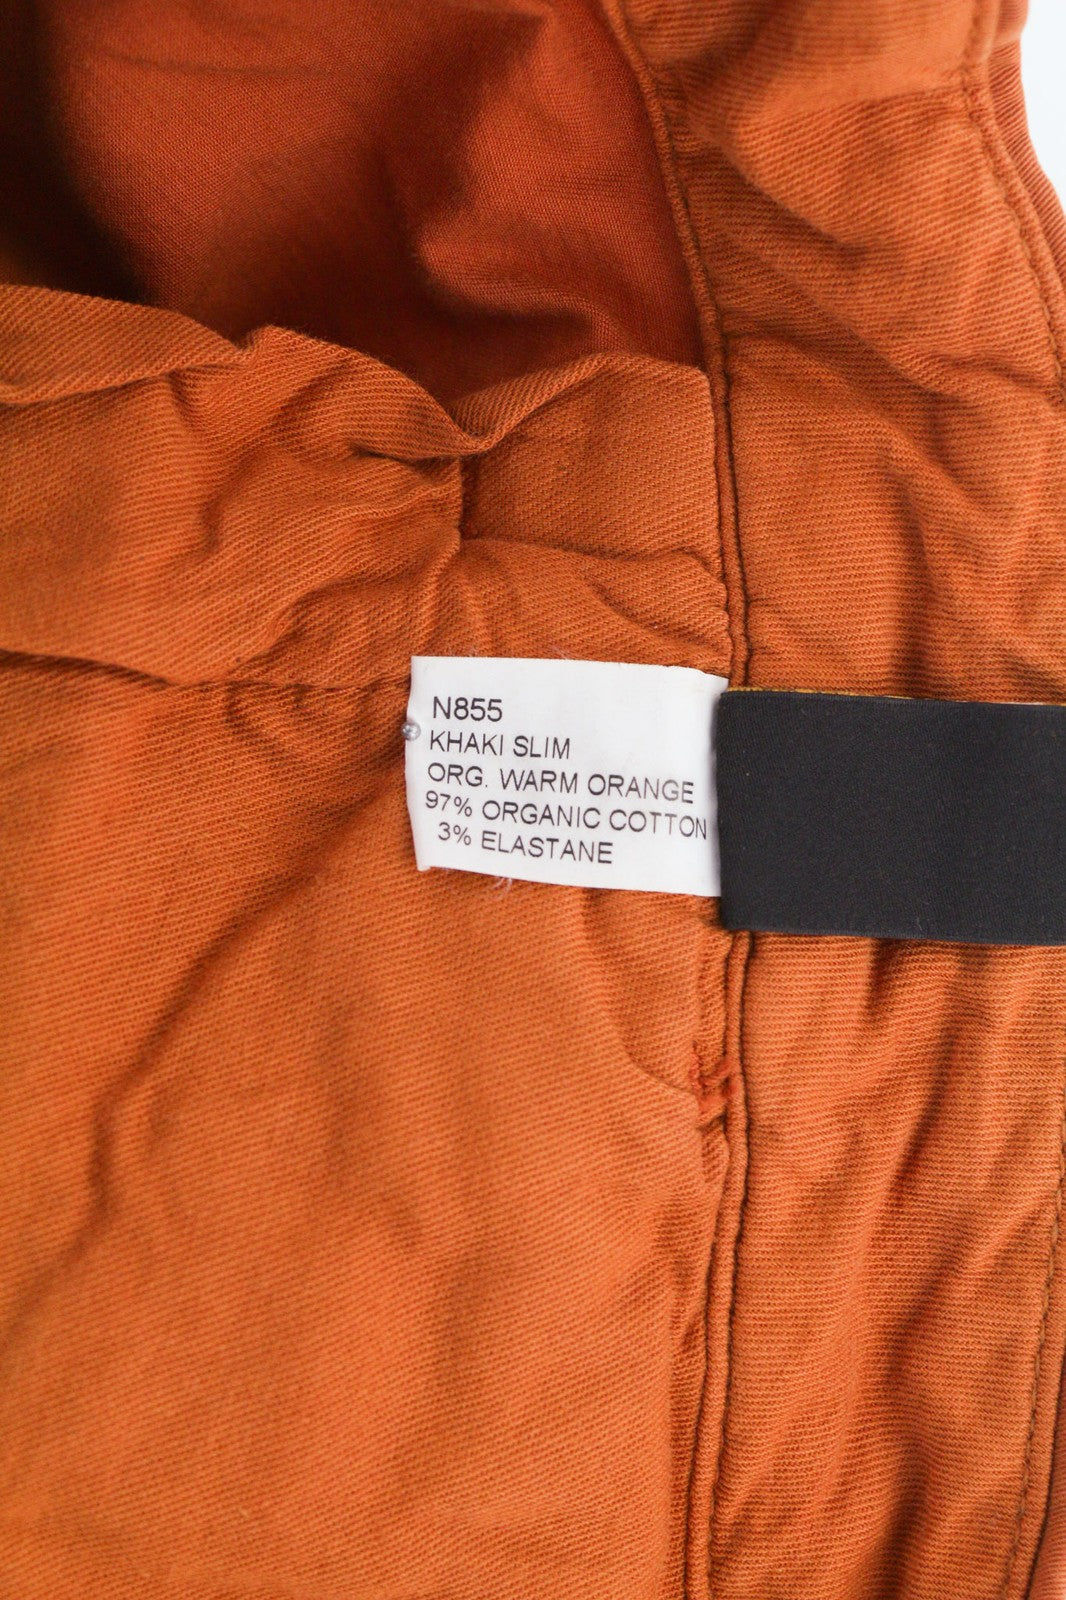 N855
KHAKI SLIM
ORG. WARM ORANGE
97% ORGANIC COTTON
3% ELASTANE